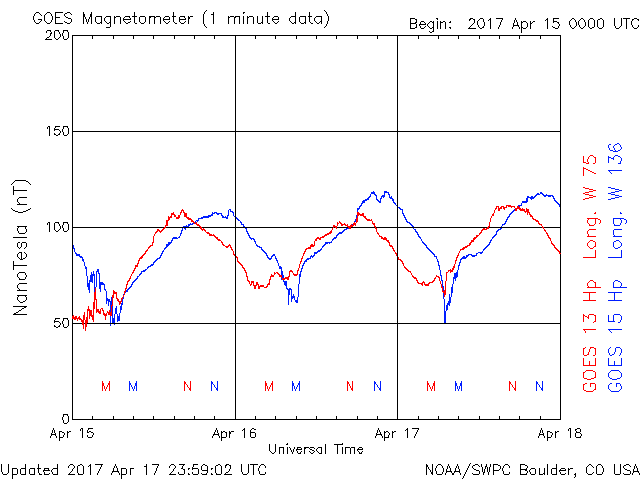 GOES Magnetometer (1 minute data)
Begin: 2017 Apr 15 0000 UTC
200
150
100
50
0
NanoTesla (nT)
M M N N M M N N M M N N
Apr 15 Apr 16 Apr 17 Apr 18
Universal Time
GOES 13 Hp Long. W 75
GOES 15 Hp Long. W 136
Updated 2017 Apr 17 23:59:02 UTC
NOAA/SWPC Boulder, CO USA